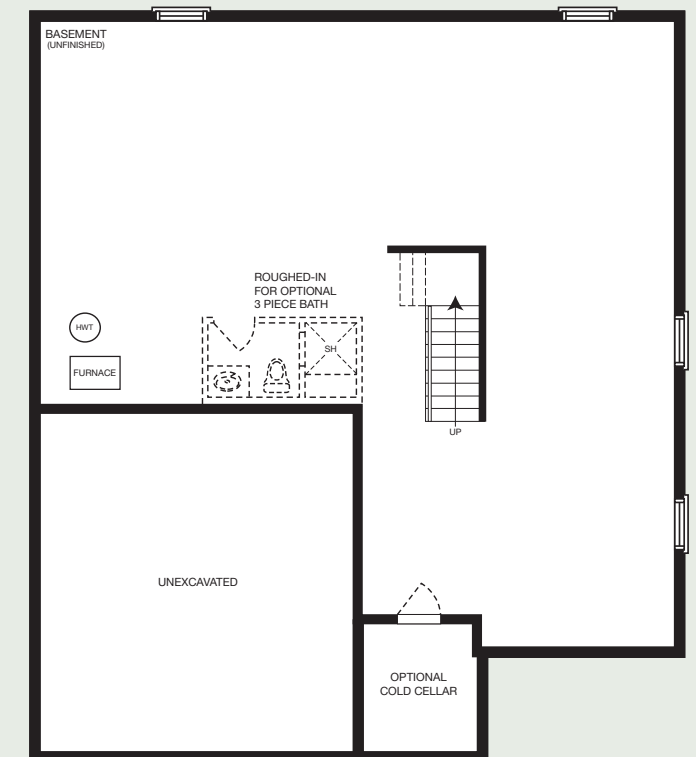 BASEMENT
(UNFINISHED)
ROUGHED-IN
FOR OPTIONAL
3 PIECE BATH
HWT
SH
FURNACE
UP
UNEXCAVATED
OPTIONAL
COLD CELLAR